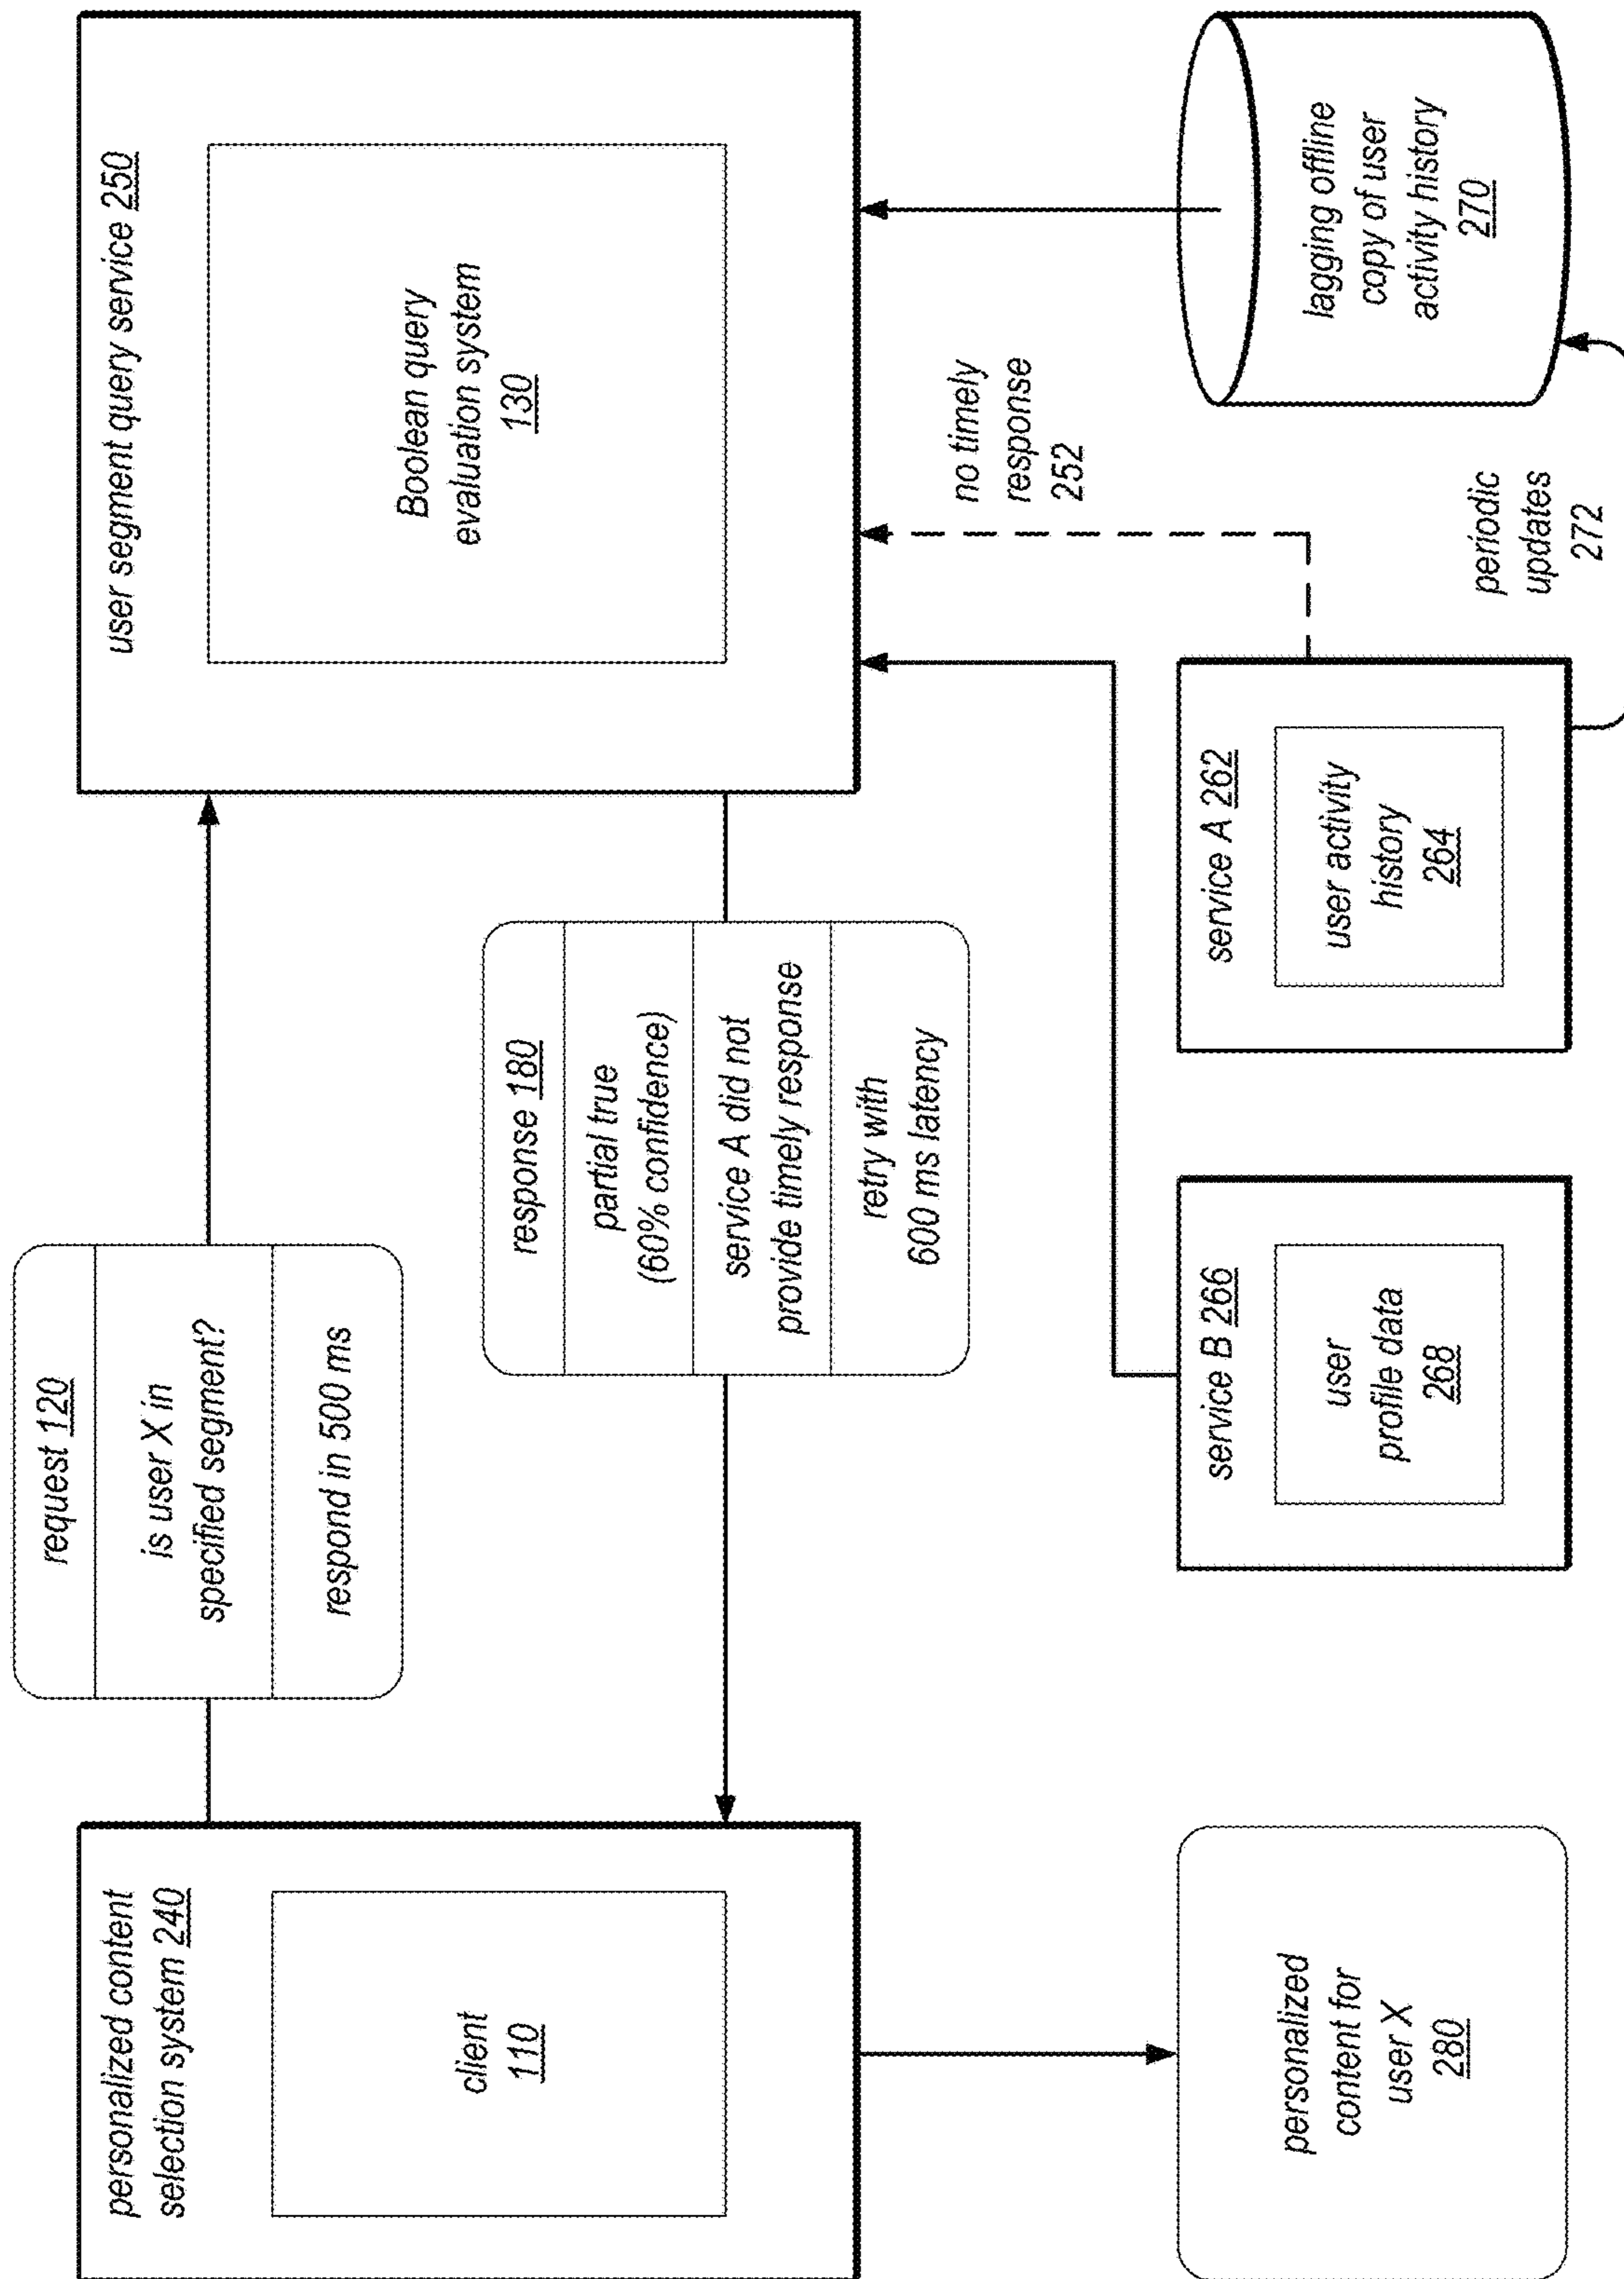 personalized content
selection system 240
client
110
request 120
is user X in
specified segment?
respond in 500 ms
response 180
partial true
(60% confidence)
service A did not
provide timely response
retry with
600 ms latency
user segment query service 250
Boolean query
evaluation system
130
personalized
content for
user X
280
service B 266
user
profile data
268
service A 262
user activity
history
264
no timely
response
252
periodic
updates
272
lagging offline
copy of user
activity history
270